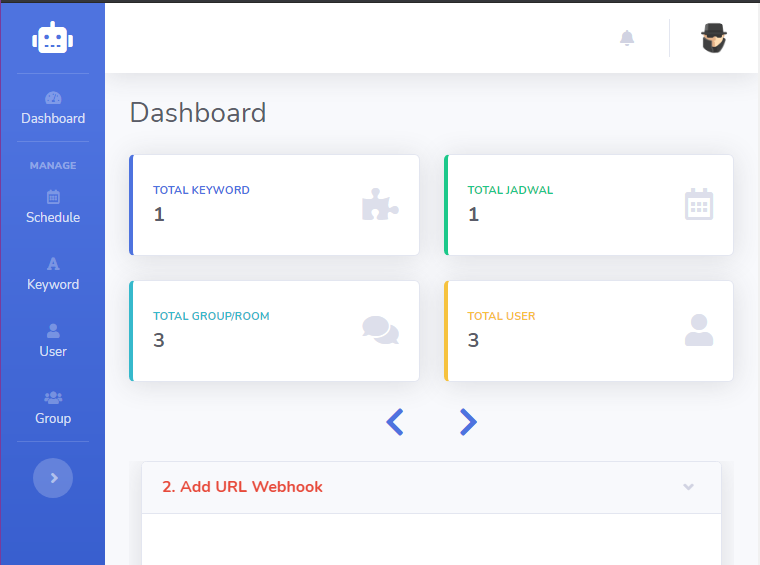 Dashboard
MANAGE
Schedule
Keyword
User
Group
Dashboard
TOTAL KEYWORD
1
TOTAL JADWAL
1
TOTAL GROUP/ROOM
3
TOTAL USER
3
2. Add URL Webhook